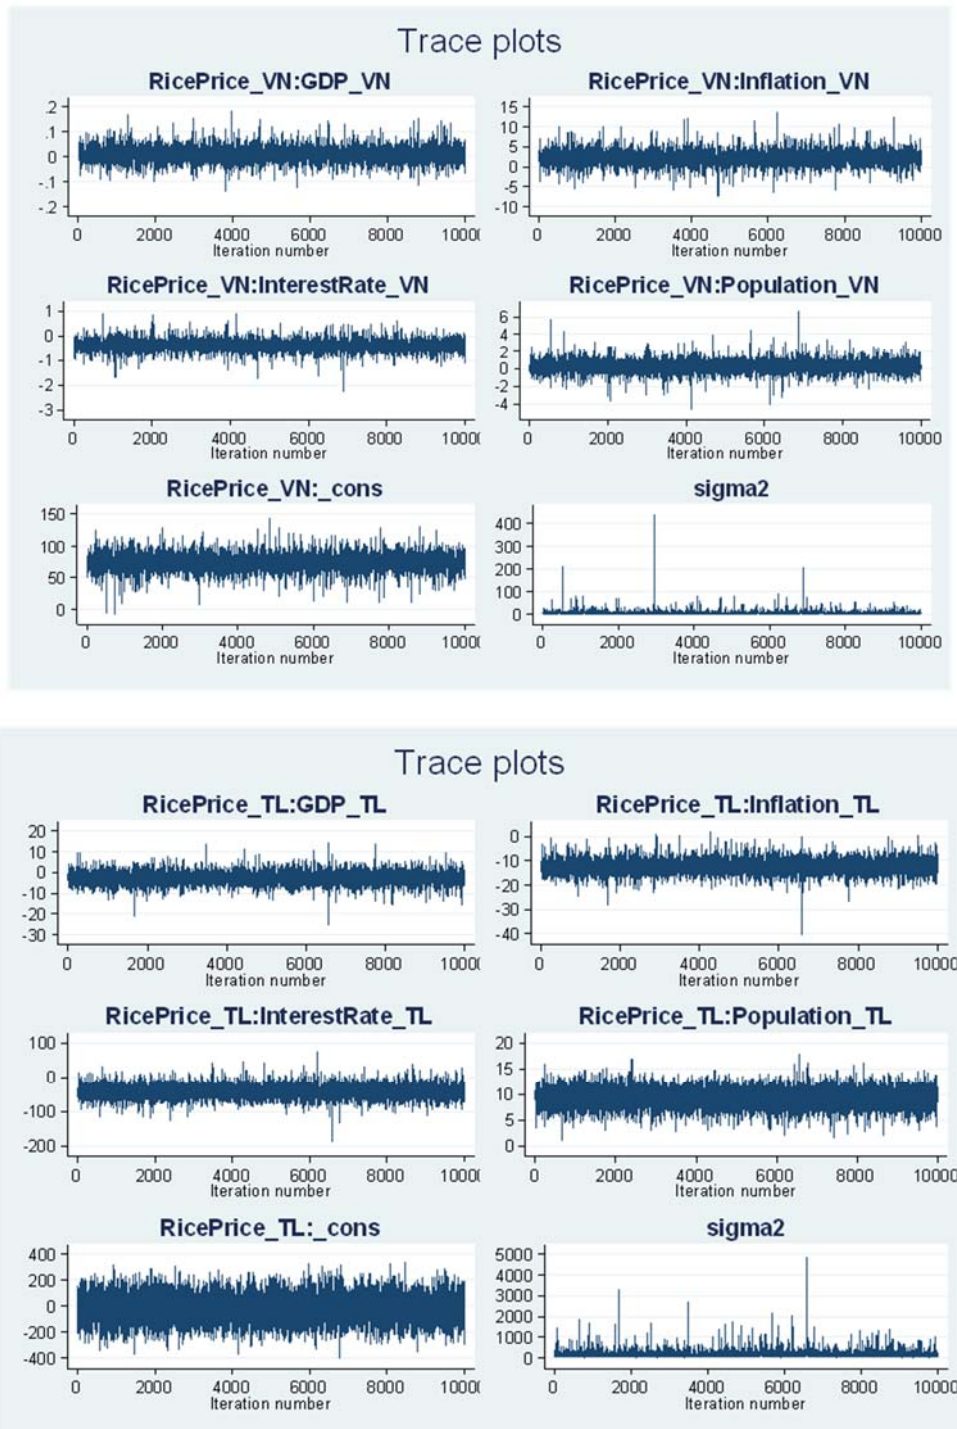 Trace plots
RicePrice_VN:GDP_VN
.2
.1
0
-.1
-.2
0 2000 4000 6000 8000 1000(
Iteration number
RicePrice_VN:Inflation_VN
15
10
5
0
-5
-10
0 2000 4000 6000 8000 10000
Iteration number
RicePrice_VN:InterestRate_VN
1
0
-1
-2
-3
0 2000 4000 6000 8000 1000(
Iteration number
RicePrice_VN:Population_VN
6
4
2
0
-2
-4
0 2000 4000 6000 8000 10000
Iteration number
RicePrice_VN:_cons
150
100
50
0
0 2000 4000 6000 8000 1000(
Iteration number
sigma2
400
300
200
100
0
0 2000 4000 6000 8000 10000
Iteration number
Trace plots
RicePrice_TL:GDP_TL
20
10
0
-10
-20
-30
0 2000 4000 6000 8000 1000(
Iteration number
RicePrice_TL:Inflation_TL
0
-10
-20
-30
-40
0 2000 4000 6000 8000 10000
Iteration number
RicePrice_TL:InterestRate_TL
100
0
-100
-200
0 2000 4000 6000 8000 1000(
Iteration number
RicePrice_TL:Population_TL
20
15
10
5
0
0 2000 4000 6000 8000 10000
Iteration number
RicePrice_TL:_cons
400
200
0
-200
-400
0 2000 4000 6000 8000 1000(
Iteration number
sigma2
5000
4000
3000
2000
1000
0
0 2000 4000 6000 8000 10000
Iteration number